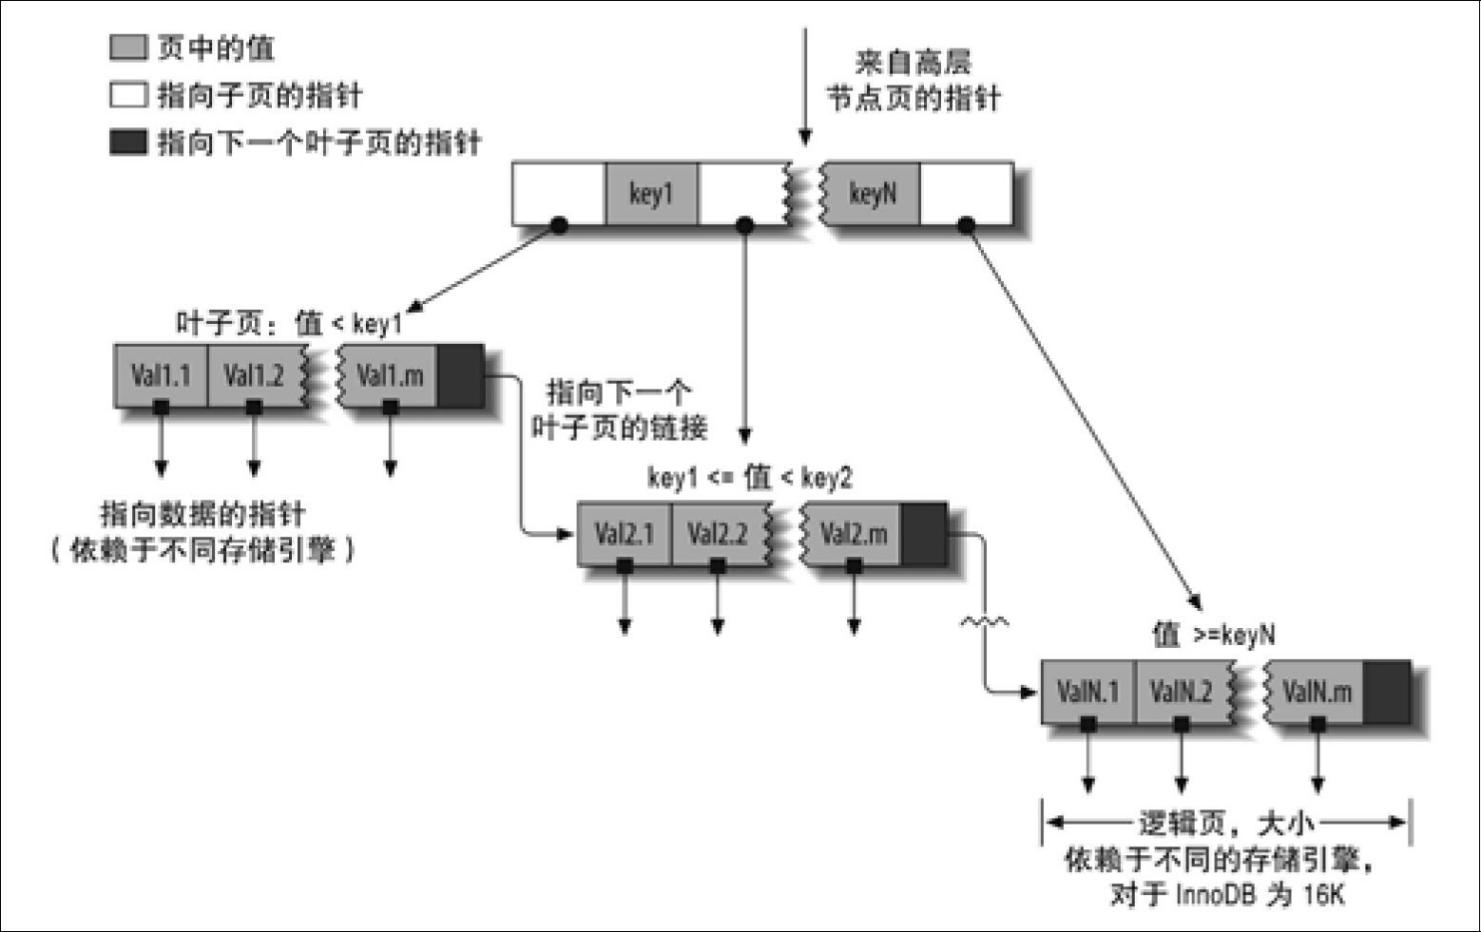 页中的值
指向子页的指针
指向下一个叶子页的指针
来自高层
节点页的指针
key1
keyN
叶子页：值 < key1
Val1.1
Val1.2
Val1.m
指向下一个
叶子页的链接
指向数据的指针
（依赖于不同存储引擎）
key1 <= 值 < key2
Val2.1
Val2.2
Val2.m
值 >=keyN
ValN.1
ValN.2
ValN.m
逻辑页，大小
依赖于不同的存储引擎，
对于 InnoDB 为 16K